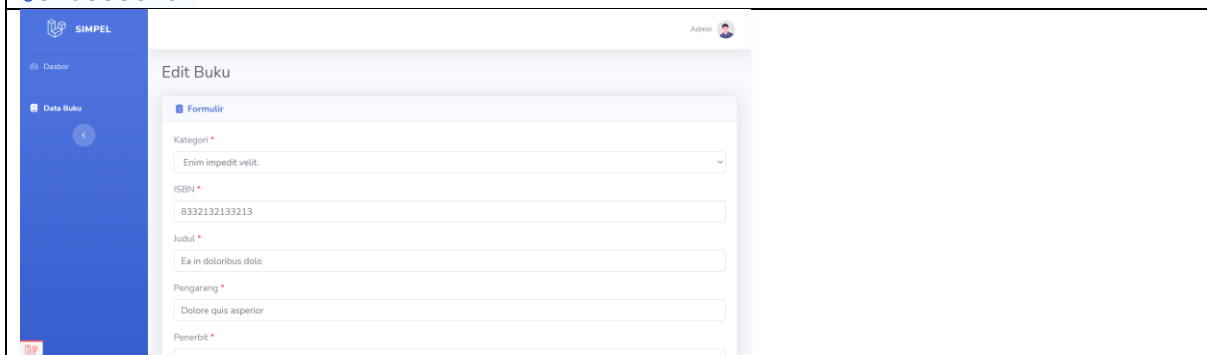 SIMPEL
Admin
Dasbor
Edit Buku
Data Buku
Formulir
Kategori *
Enim impedit velit.
ISBN *
8332132133213
Judul *
Ea in doloribus dolo
Pengarang *
Dolore quis asperior
Penerbit *